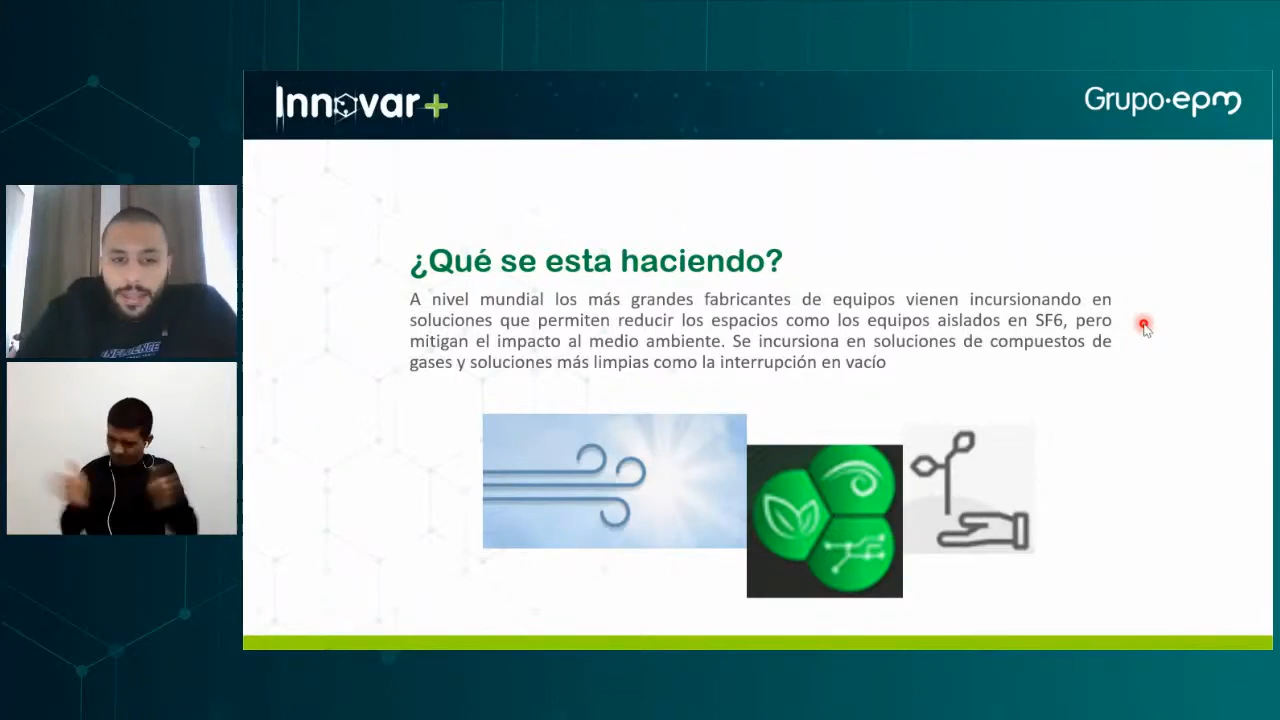 Innovar+
Grupo·epm
¿Qué se esta haciendo?
A nivel mundial los más grandes fabricantes de equipos vienen incursionando en
soluciones que permiten reducir los espacios como los equipos aislados en SF6, pero
mitigan el impacto al medio ambiente. Se incursiona en soluciones de compuestos de
gases y soluciones más limpias como la interrupción en vacío